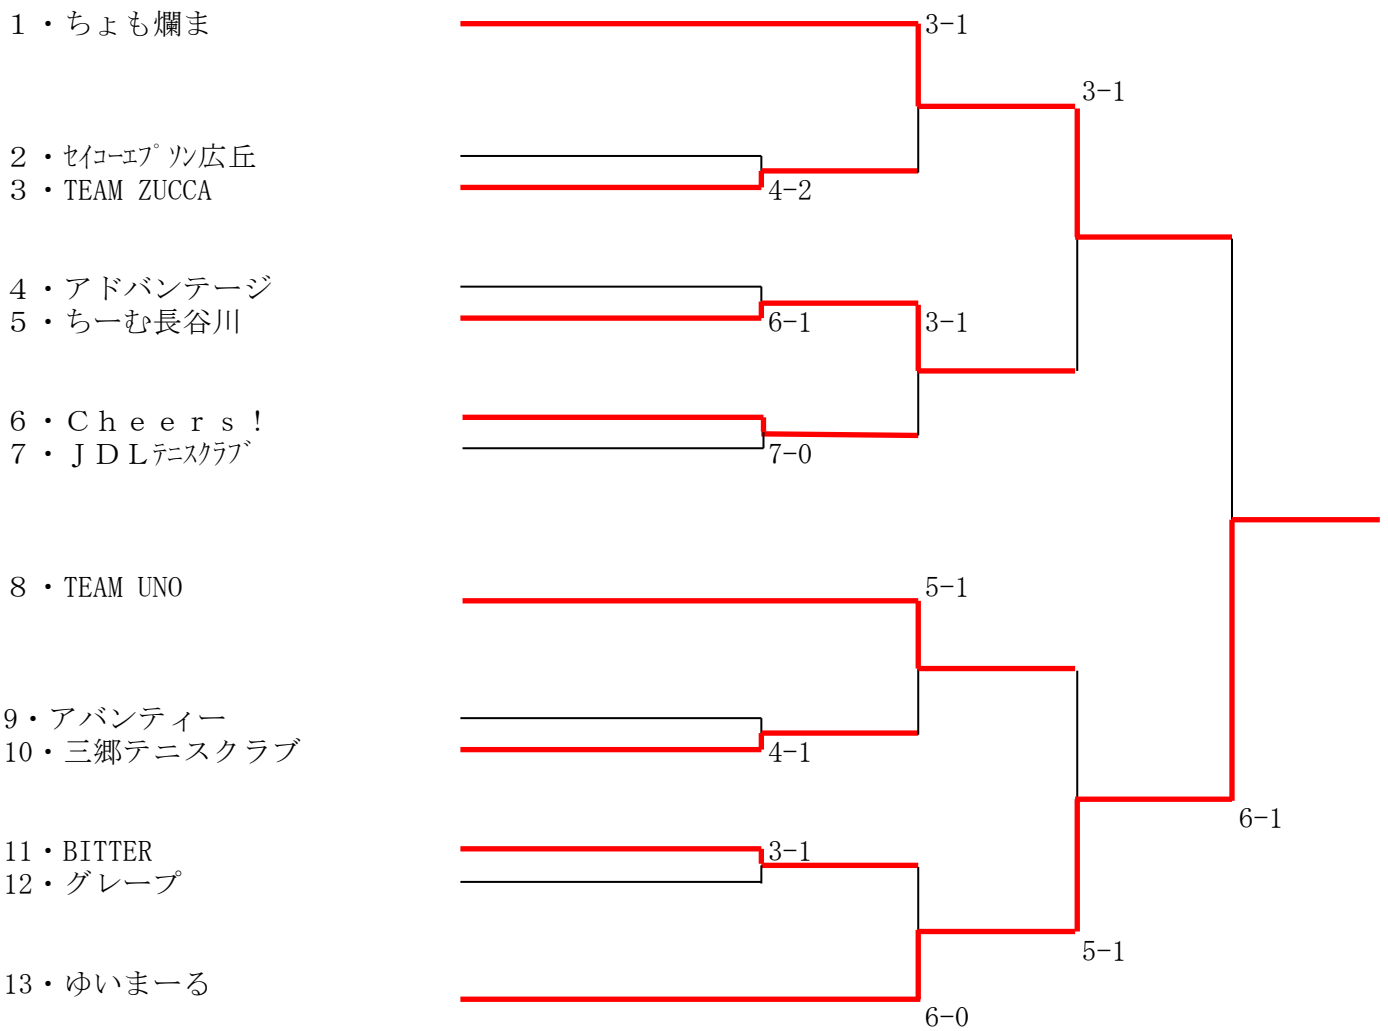 １・ちょも爛ま
3-1
3-1
２・ｾｲｺｰｴﾌﾟｿﾝ広丘
３・TEAM ZUCCA
4-2
４・アドバンテージ
５・ちーむ長谷川
6-1
3-1
６・Ｃｈｅｅｒｓ！
７・ＪＤＬﾃﾆｽｸﾗﾌﾞ
7-0
８・TEAM UNO
5-1
9・アバンティー
10・三郷テニスクラブ
4-1
6-1
11・BITTER
3-1
12・グレープ
5-1
13・ゆいまーる
6-0